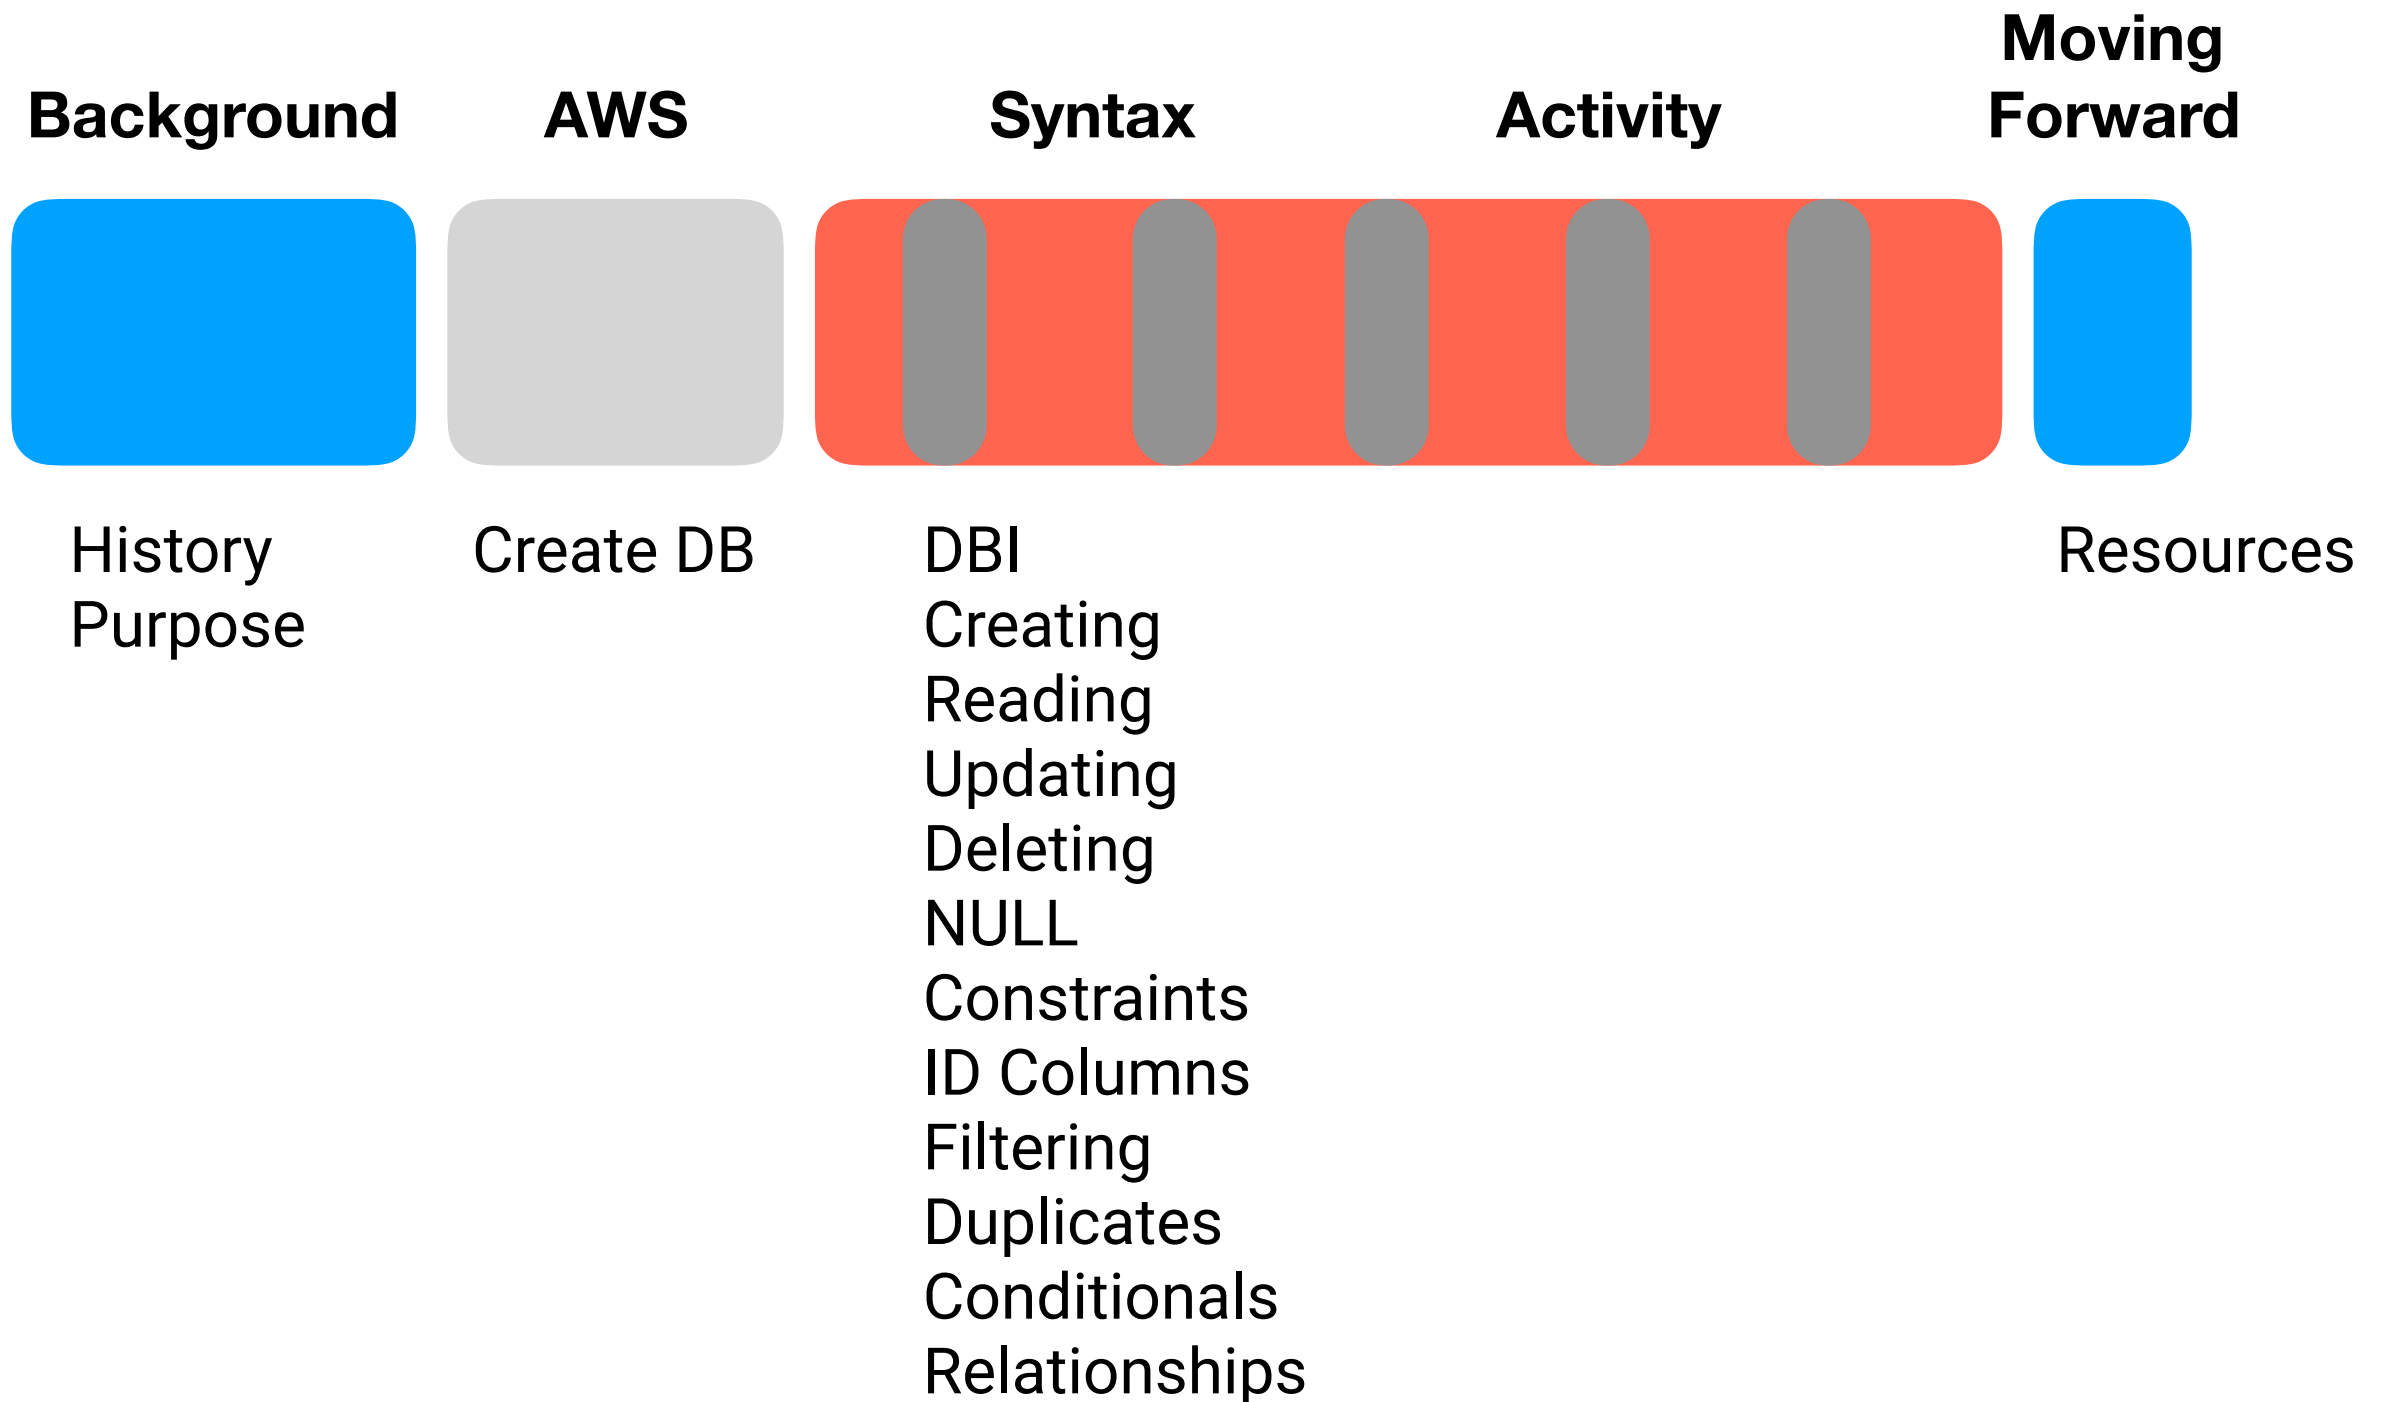 Background
AWS
Syntax
Activity
Moving
Forward
History
Purpose
Create DB
DBI
Creating
Reading
Updating
Deleting
NULL
Constraints
ID Columns
Filtering
Duplicates
Conditionals
Relationships
Resources